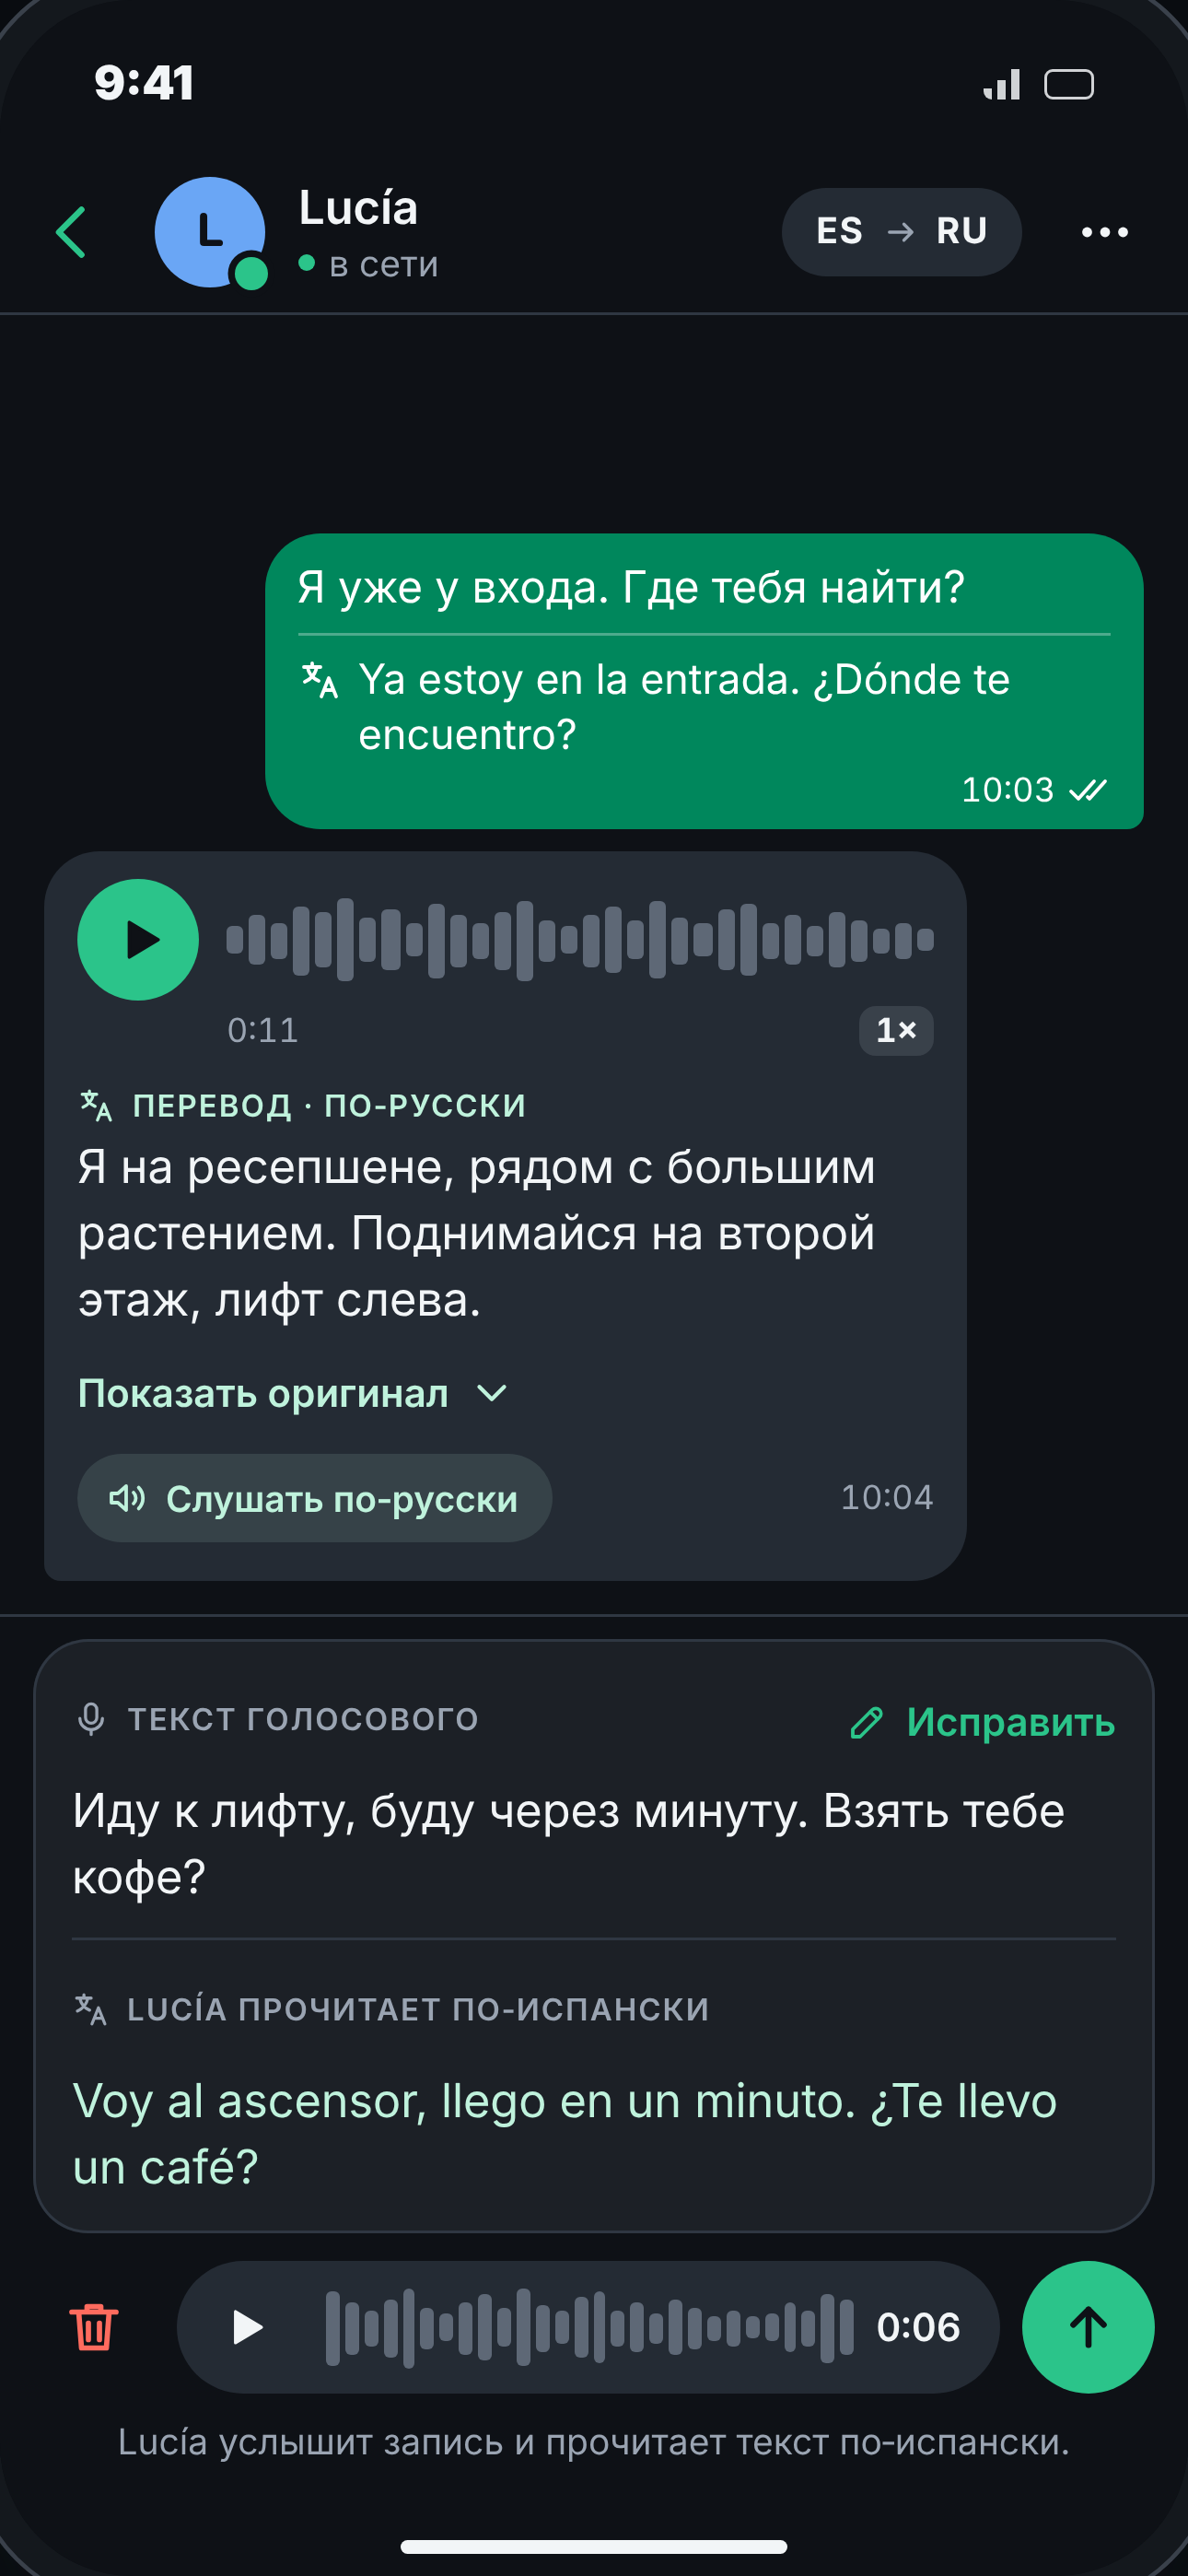 9:41
L
Lucía
в сети
ES → RU
Я уже у входа. Где тебя найти?
Ya estoy en la entrada. ¿Dónde te
encuentro?
10:03
0:11
1×
ПЕРЕВОД · ПО-РУССКИ
Я на ресепшене, рядом с большим
растением. Поднимайся на второй
этаж, лифт слева.
Показать оригинал
Слушать по-русски
10:04
ТЕКСТ ГОЛОСОВОГО
Исправить
Иду к лифту, буду через минуту. Взять тебе
кофе?
LUCÍA ПРОЧИТАЕТ ПО-ИСПАНСКИ
Voy al ascensor, llego en un minuto. ¿Te llevo
un café?
0:06
Lucía услышит запись и прочитает текст по-испански.